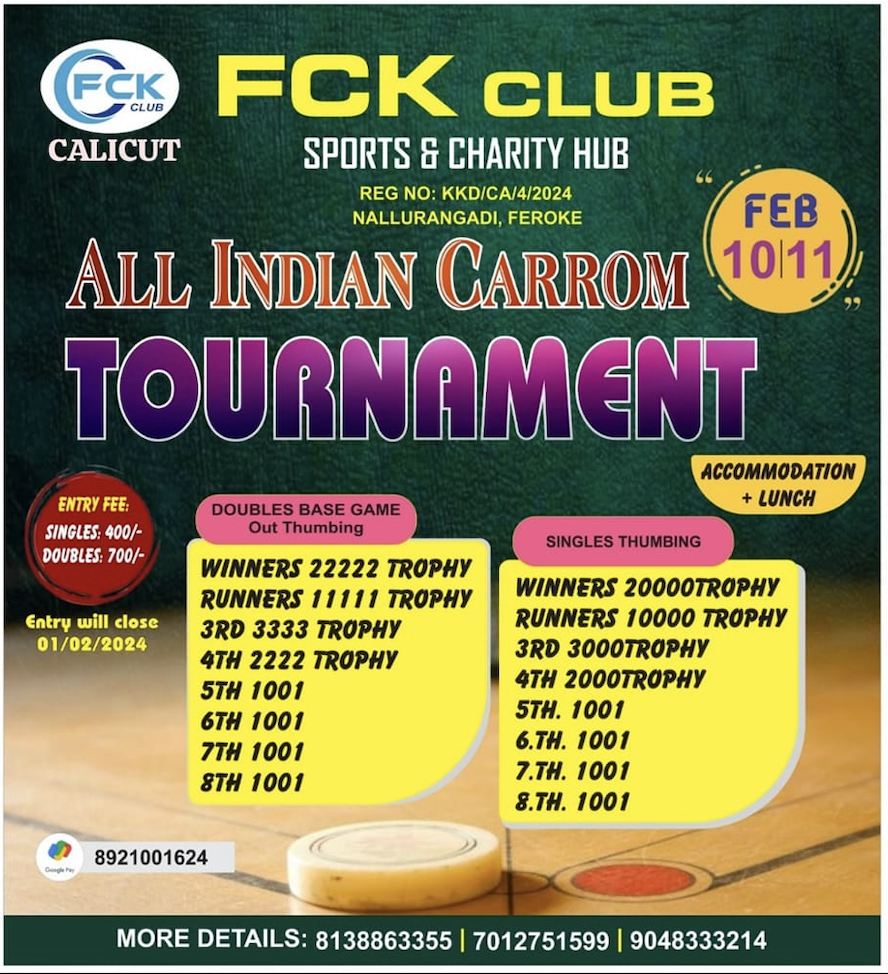 FCK
CLUB
CALICUT
FCK CLUB
SPORTS & CHARITY HUB
REG NO: KKD/CA/4/2024
NALLURANGADI, FEROKE
“
FEB
10|11
”
ALL INDIAN CARROM
TOURNAMENT
ACCOMMODATION
+ LUNCH
ENTRY FEE:
SINGLES: 400/-
DOUBLES: 700/-
Entry will close
01/02/2024
DOUBLES BASE GAME
Out Thumbing
WINNERS 22222 TROPHY
RUNNERS 11111 TROPHY
3RD 3333 TROPHY
4TH 2222 TROPHY
5TH 1001
6TH 1001
7TH 1001
8TH 1001
SINGLES THUMBING
WINNERS 20000TROPHY
RUNNERS 10000 TROPHY
3RD 3000TROPHY
4TH 2000TROPHY
5TH. 1001
6.TH. 1001
7.TH. 1001
8.TH. 1001
Google Pay
8921001624
MORE DETAILS: 8138863355 | 7012751599 | 9048333214